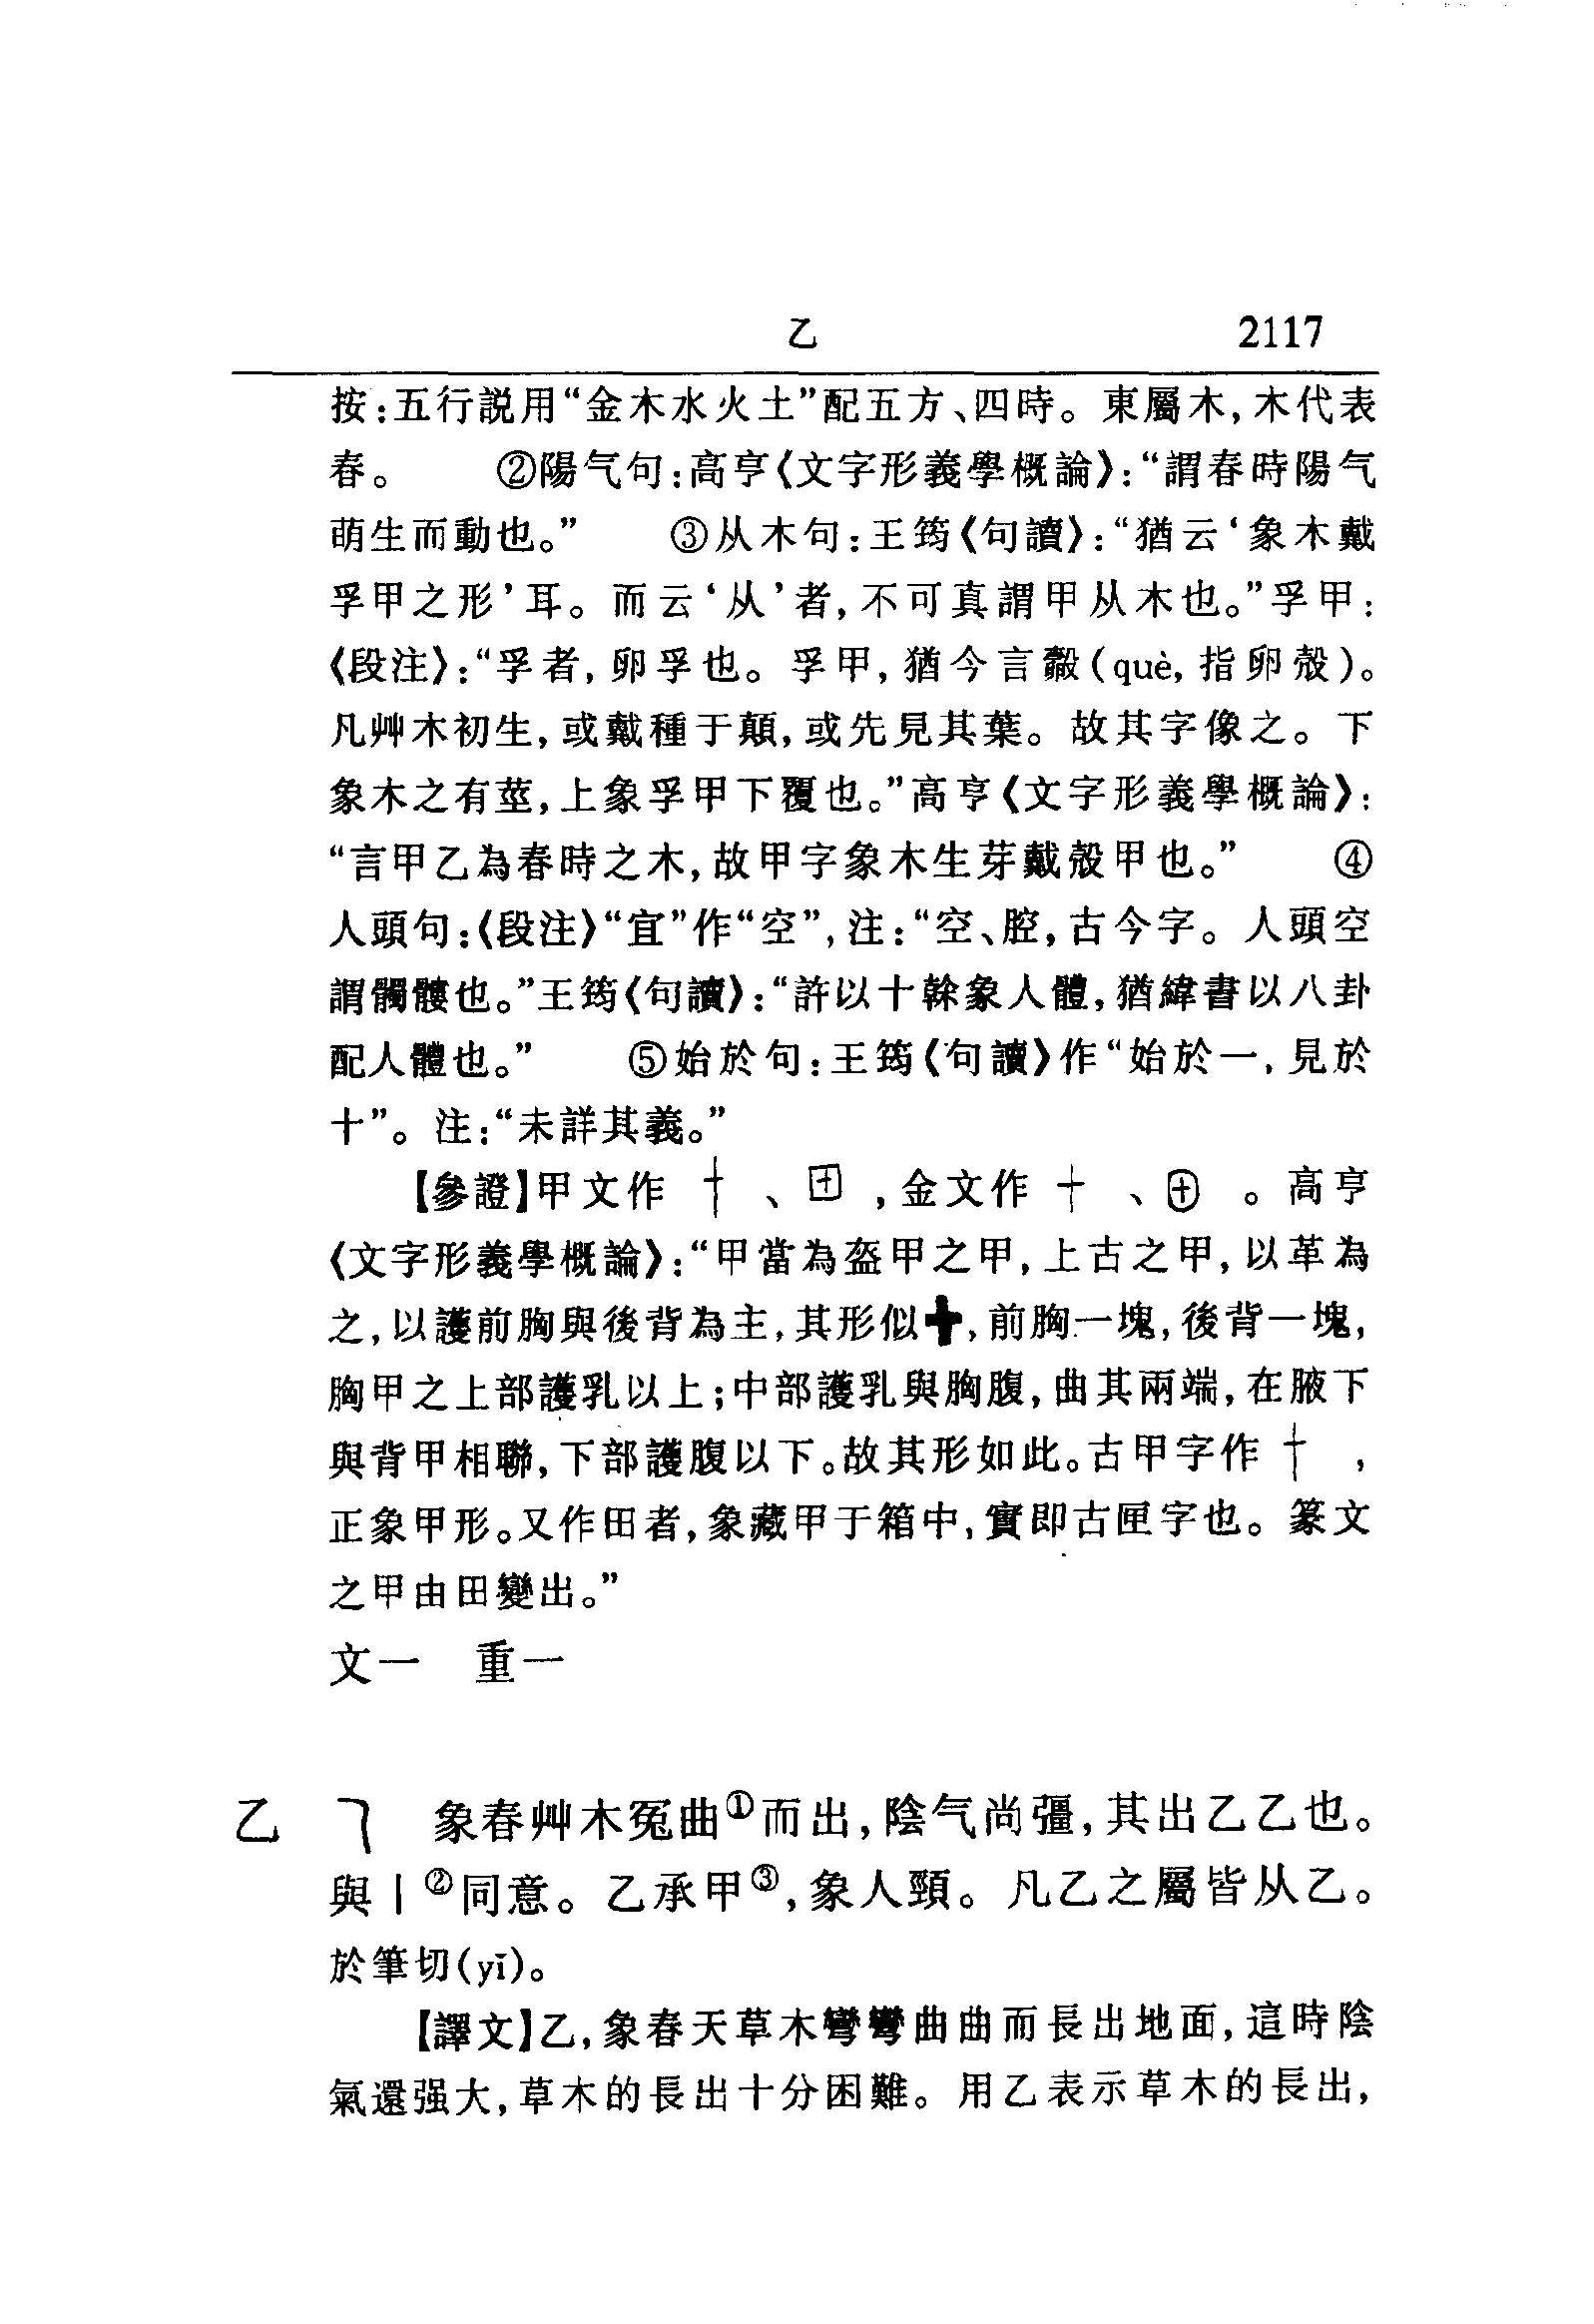 乙 2117
按:五行説用“金木水火土”配五方、四時。東屬木,木代表
春。 ②陽气句:高亨《文字形義學概論》:“謂春時陽气
萌生而動也。” ③从木句:王筠《句讀》:“猶云‘象木戴
孚甲之形’耳。而云‘从’者,不可真謂甲从木也。”孚甲:
《段注》:“孚者,卵孚也。孚甲,猶今言㱿(què,指卵殼)。
凡艸木初生,或戴種于顛,或先見其葉。故其字像之。下
象木之有莖,上象孚甲下覆也。”高亨《文字形義學概論》:
“言甲乙為春時之木,故甲字象木生芽戴殼甲也。” ④
人頭句:《段注》“宜”作“空”,注:“空、腔,古今字。人頭空
謂髑髏也。”王筠《句讀》:“許以十榦象人體,猶緯書以八卦
配人體也。” ⑤始於句:王筠《句讀》作“始於一,見於
十”。注:“未詳其義。”
【參證】甲文作 十 、 田 ,金文作 十 、 ⊕ 。高亨
《文字形義學概論》:“甲當為盔甲之甲,上古之甲,以革為
之,以護前胸與後背為主,其形似✚,前胸一塊,後背一塊,
胸甲之上部護乳以上;中部護乳與胸腹,曲其兩端,在腋下
與背甲相聯,下部護腹以下。故其形如此。古甲字作 十 ,
正象甲形。又作田者,象藏甲于箱中,實即古匣字也。篆文
之甲由田變出。”
文一 重一
乙 乙 象春艸木冤曲①而出,陰气尚彊,其出乙乙也。
與丨②同意。乙承甲③,象人頸。凡乙之屬皆从乙。
於筆切(yǐ)。
【譯文】乙,象春天草木彎彎曲曲而長出地面,這時陰
氣還强大,草木的長出十分困難。用乙表示草木的長出,